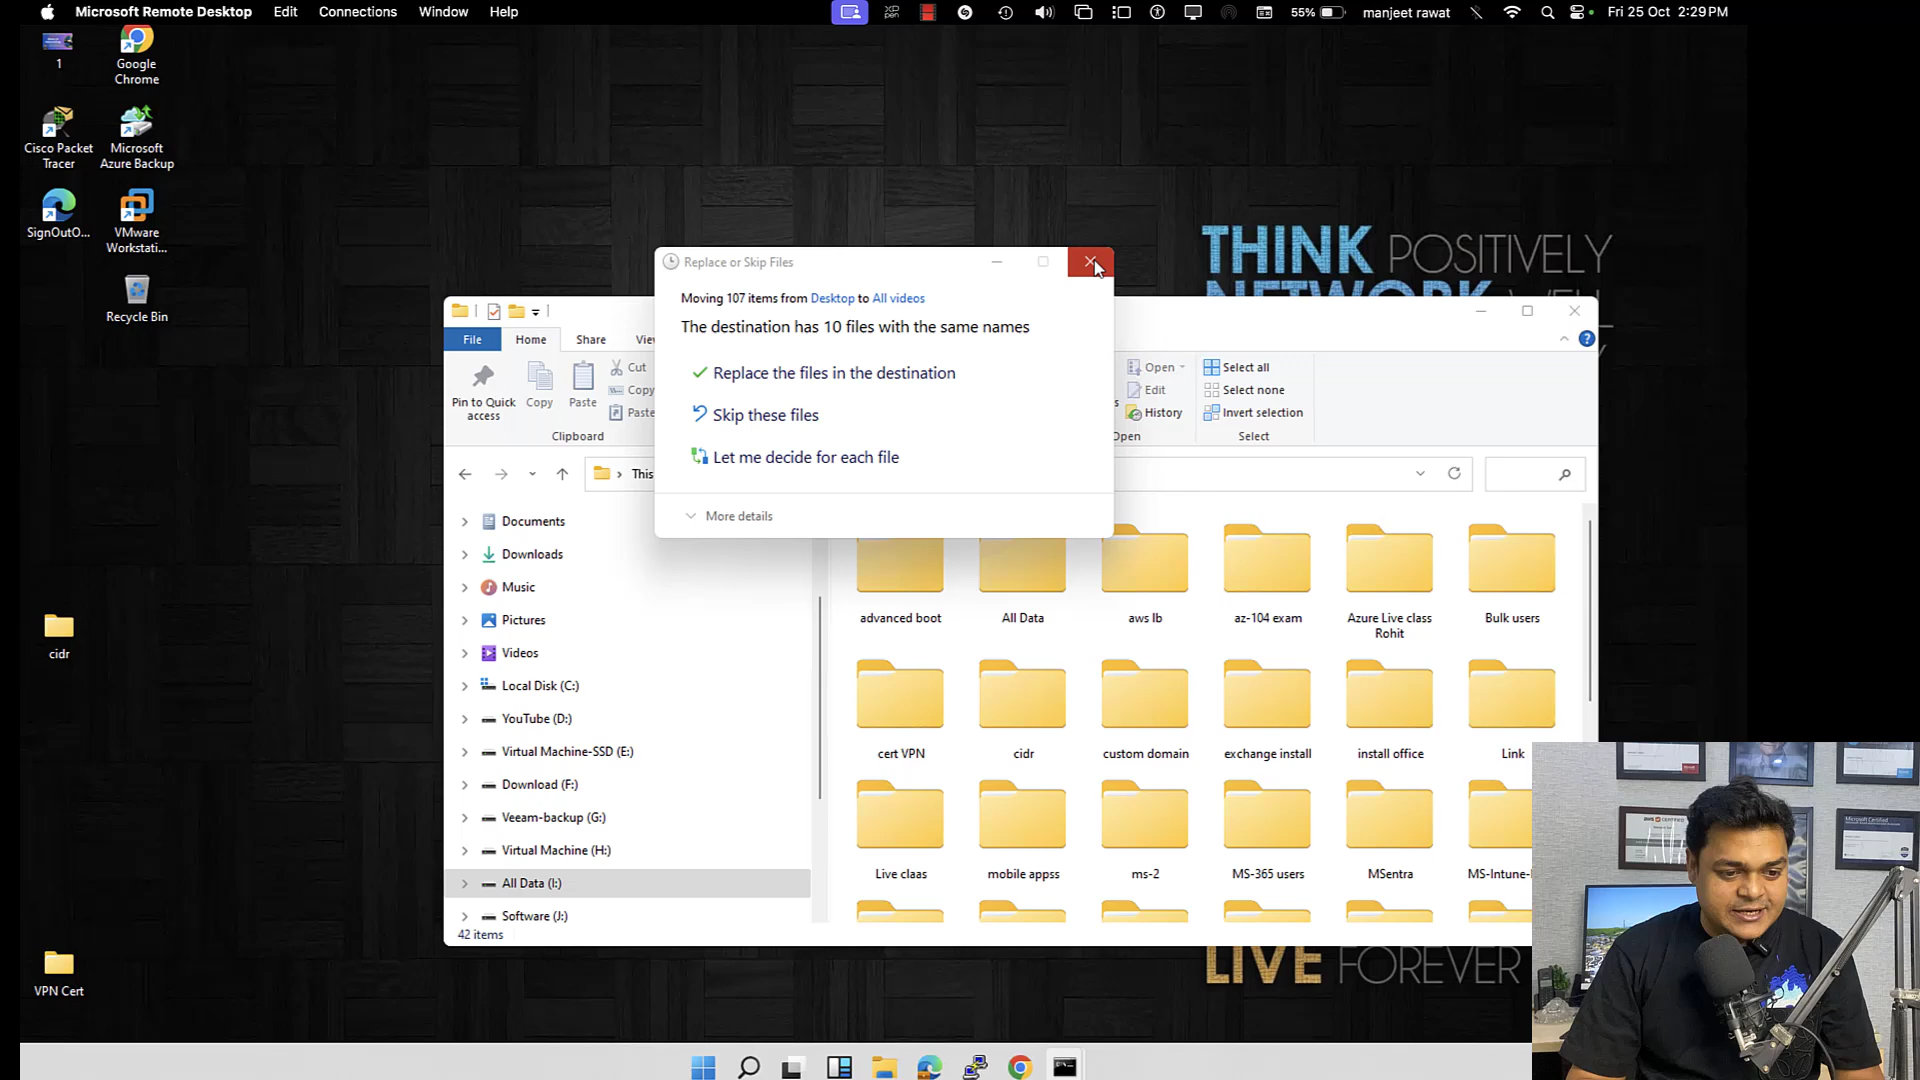 Microsoft Remote Desktop Edit Connections Window Help
XP
PEN
55%
manjeet rawat
Fri 25 Oct 2:29 PM
1
Google
Chrome
Cisco Packet
Tracer
Microsoft
Azure Backup
SignOutO...
VMware
Workstati...
Recycle Bin
cidr
VPN Cert
THINK POSITIVELY
NETWORK
LIVE FOREVER
Replace or Skip Files
Moving 107 items from Desktop to All videos
The destination has 10 files with the same names
Replace the files in the destination
Skip these files
Let me decide for each file
More details
File Home Share
Pin to Quick
access
Copy
Paste
Cut
Copy
Paste
Clipboard
Open
Edit
History
Open
Select all
Select none
Invert selection
Select
This
Documents
Downloads
Music
Pictures
Videos
Local Disk (C:)
YouTube (D:)
Virtual Machine-SSD (E:)
Download (F:)
Veeam-backup (G:)
Virtual Machine (H:)
All Data (I:)
Software (J:)
42 items
advanced boot
All Data
aws lb
az-104 exam
Azure Live class
Rohit
Bulk users
cert VPN
cidr
custom domain
exchange install
install office
Link
Live claas
mobile appss
ms-2
MS-365 users
MSentra
MS-Intune-